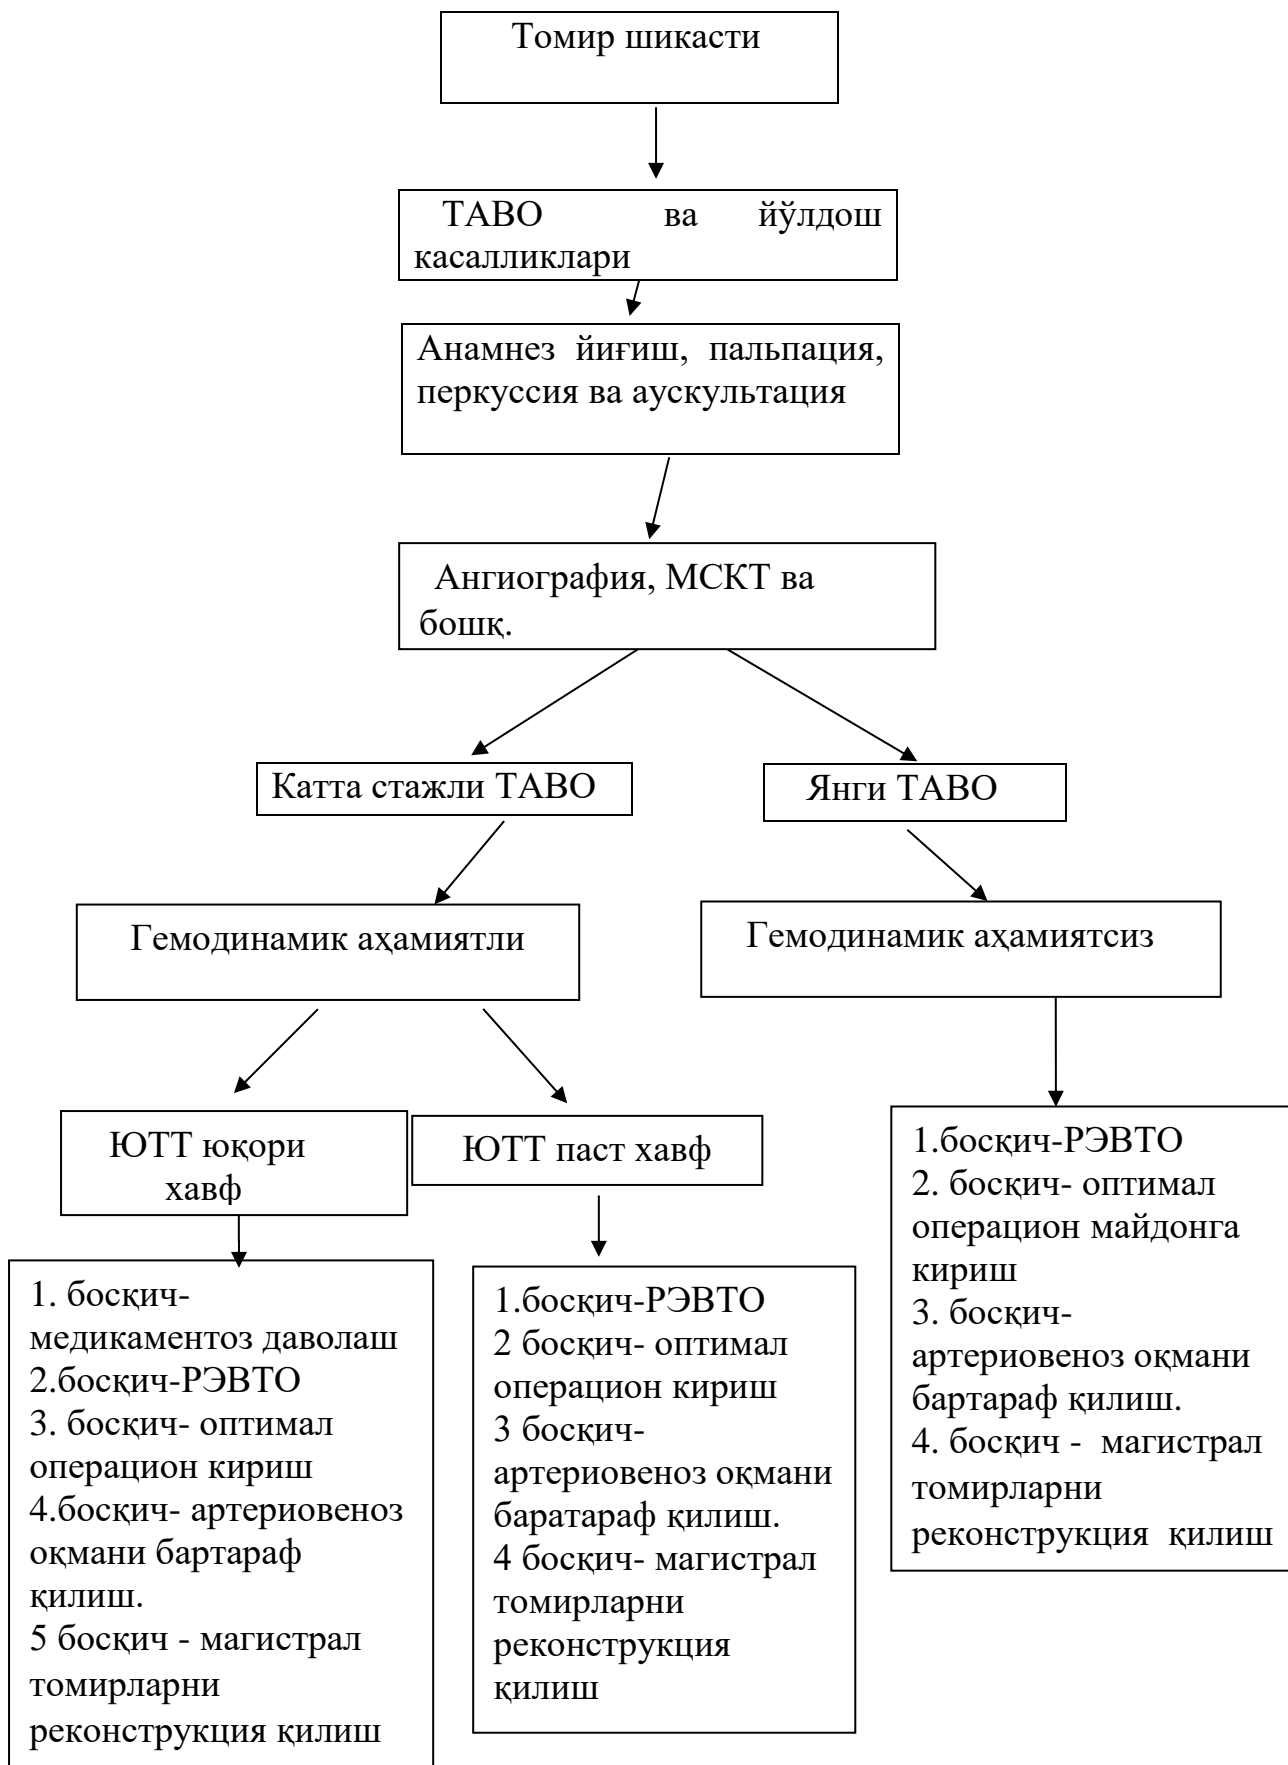 Томир шикасти
ТАВО ва йўлдош
касалликлари
Анамнез йиғиш, пальпация,
перкуссия ва аускультация
Ангиография, МСКТ ва
бошқ.
Катта стажли ТАВО
Янги ТАВО
Гемодинамик аҳамиятли
Гемодинамик аҳамиятсиз
ЮТТ юқори
хавф
ЮТТ паст хавф
1. босқич-
медикаментоз даволаш
2.босқич-РЭВТО
3. босқич- оптимал
операцион кириш
4.босқич- артериовеноз
оқмани бартараф
қилиш.
5 босқич - магистрал
томирларни
реконструкция қилиш
1.босқич-РЭВТО
2 босқич- оптимал
операцион кириш
3 босқич-
артериовеноз оқмани
баратараф қилиш.
4 босқич- магистрал
томирларни
реконструкция
қилиш
1.босқич-РЭВТО
2. босқич- оптимал
операцион майдонга
кириш
3. босқич-
артериовеноз оқмани
бартараф қилиш.
4. босқич - магистрал
томирларни
реконструкция қилиш